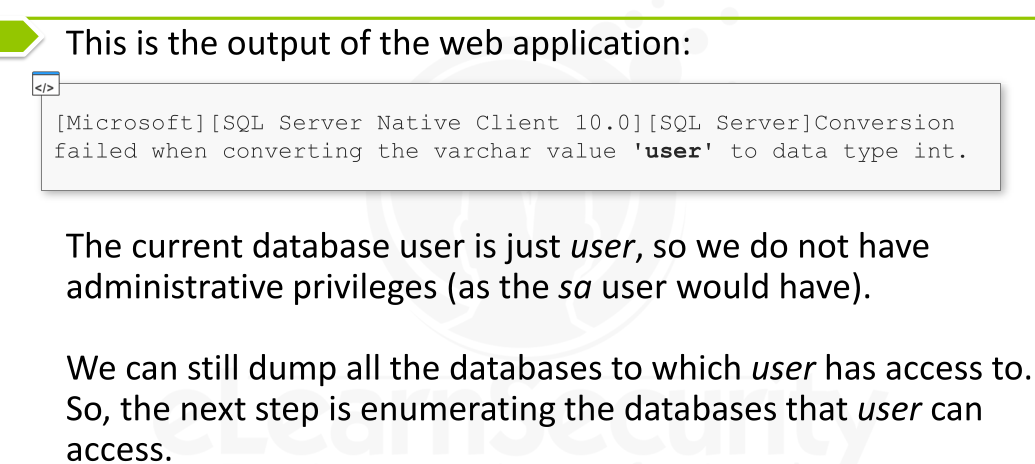 This is the output of the web application:
</>
[Microsoft][SQL Server Native Client 10.0][SQL Server]Conversion
failed when converting the varchar value 'user' to data type int.
The current database user is just user, so we do not have
administrative privileges (as the sa user would have).
We can still dump all the databases to which user has access to.
So, the next step is enumerating the databases that user can
access.
eLearnSecurity